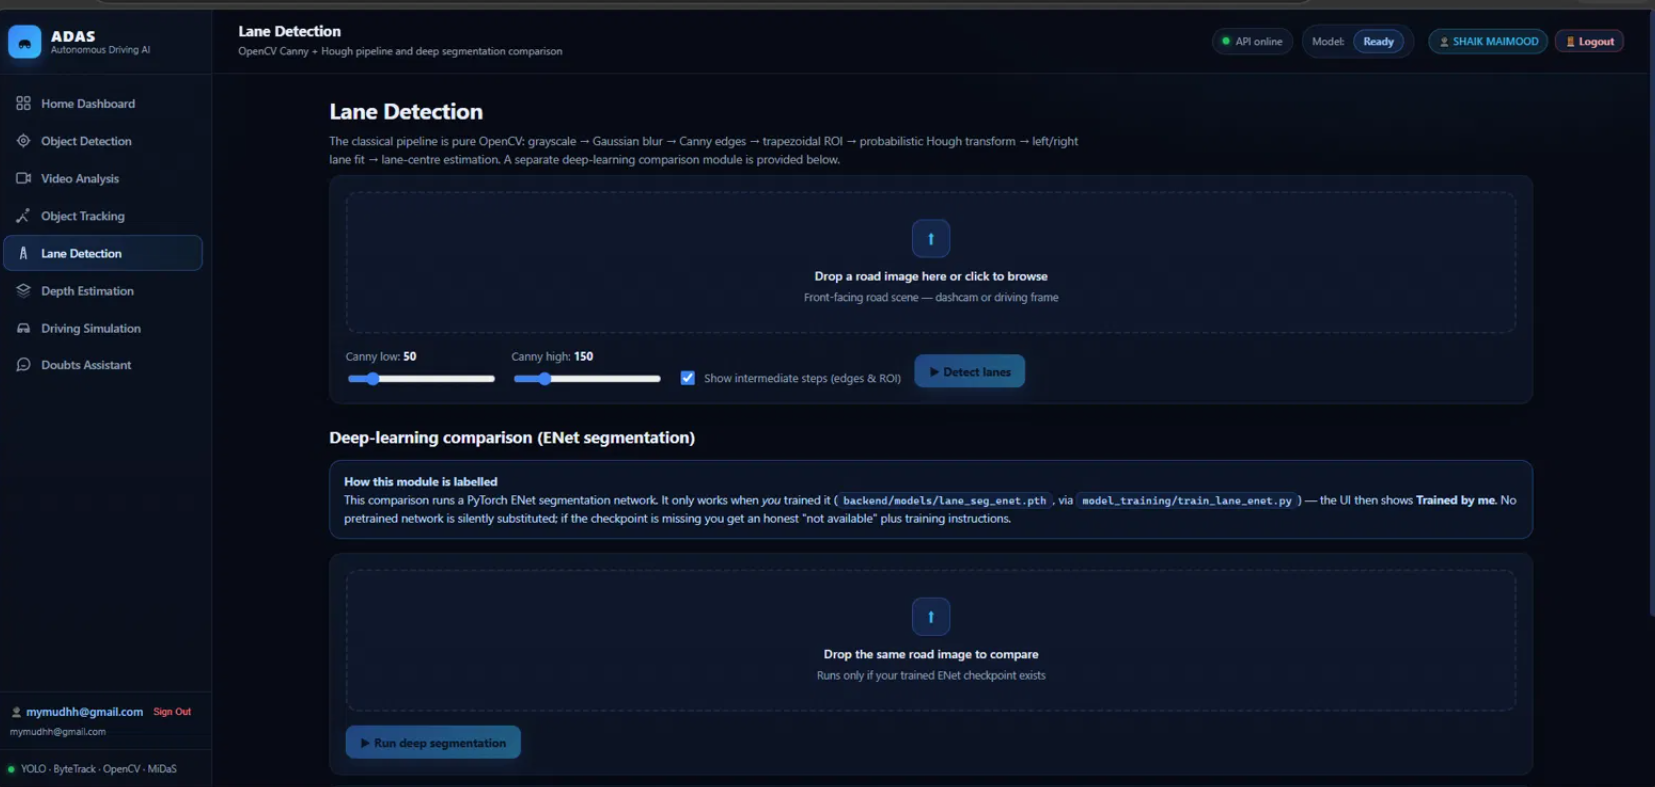 ADAS
Autonomous Driving AI
Home Dashboard
Object Detection
Video Analysis
Object Tracking
Lane Detection
Depth Estimation
Driving Simulation
Doubts Assistant
mymudhh@gmail.com Sign Out
mymudhh@gmail.com
YOLO · ByteTrack · OpenCV · MiDaS
Lane Detection
OpenCV Canny + Hough pipeline and deep segmentation comparison
API online
Model: Ready
SHAIK MAIMOOD
Logout
Lane Detection
The classical pipeline is pure OpenCV: grayscale → Gaussian blur → Canny edges → trapezoidal ROI → probabilistic Hough transform → left/right
lane fit → lane-centre estimation. A separate deep-learning comparison module is provided below.
Drop a road image here or click to browse
Front-facing road scene — dashcam or driving frame
Canny low: 50
Canny high: 150
Show intermediate steps (edges & ROI)
▶ Detect lanes
Deep-learning comparison (ENet segmentation)
How this module is labelled
This comparison runs a PyTorch ENet segmentation network. It only works when you trained it ( backend/models/lane_seg_enet.pth, via model_training/train_lane_enet.py ) — the UI then shows Trained by me. No
pretrained network is silently substituted; if the checkpoint is missing you get an honest "not available" plus training instructions.
Drop the same road image to compare
Runs only if your trained ENet checkpoint exists
▶ Run deep segmentation